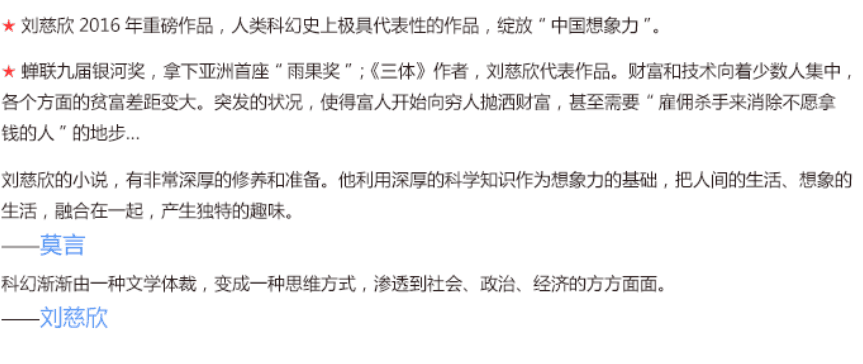 ★ 刘慈欣 2016 年重磅作品，人类科幻史上极具代表性的作品，绽放＂中国想象力＂。
★ 蝉联九届银河奖，拿下亚洲首座＂雨果奖＂；《三体》作者，刘慈欣代表作品。财富和技术向着少数人集中，
各个方面的贫富差距变大。突发的状况，使得富人开始向穷人抛洒财富，甚至需要＂雇佣杀手来消除不愿拿
钱的人＂的地步...
刘慈欣的小说，有非常深厚的修养和准备。他利用深厚的科学知识作为想象力的基础，把人间的生活、想象的
生活，融合在一起，产生独特的趣味。
——莫言
科幻渐渐由一种文学体裁，变成一种思维方式，渗透到社会、政治、经济的方方面面。
——刘慈欣